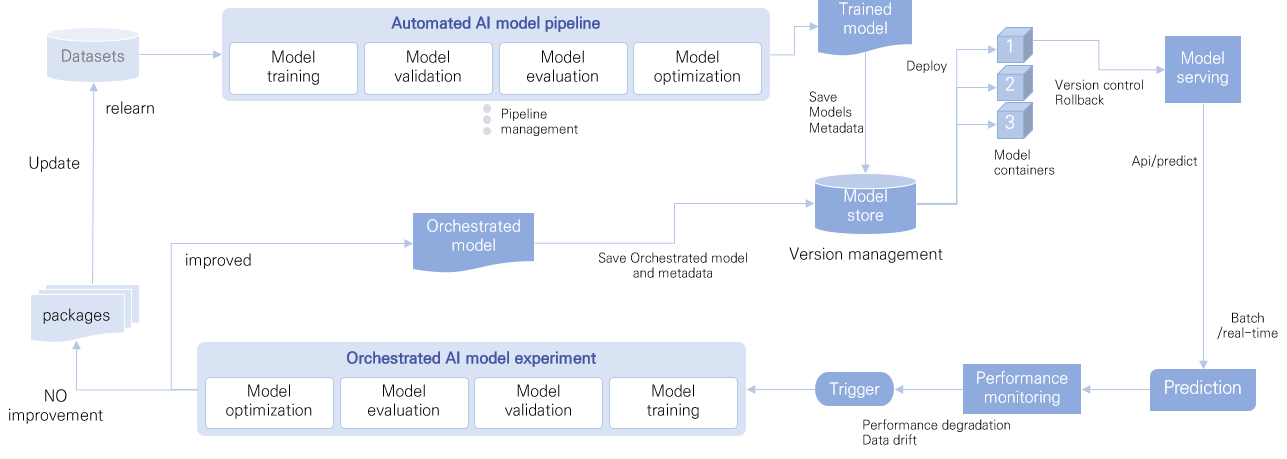 Automated AI model pipeline
Datasets
Model
training
Model
validation
Model
evaluation
Model
optimization
Trained
model
Deploy
1
2
3
Model
containers
Version control
Rollback
Model
serving
relearn
Pipeline
management
Save
Models
Metadata
Update
Api/predict
Model
store
Version management
Orchestrated
model
improved
Save Orchestrated model
and metadata
packages
Batch
/real-time
Orchestrated AI model experiment
NO
improvement
Model
optimization
Model
evaluation
Model
validation
Model
training
Trigger
Performance
monitoring
Prediction
Performance degradation
Data drift